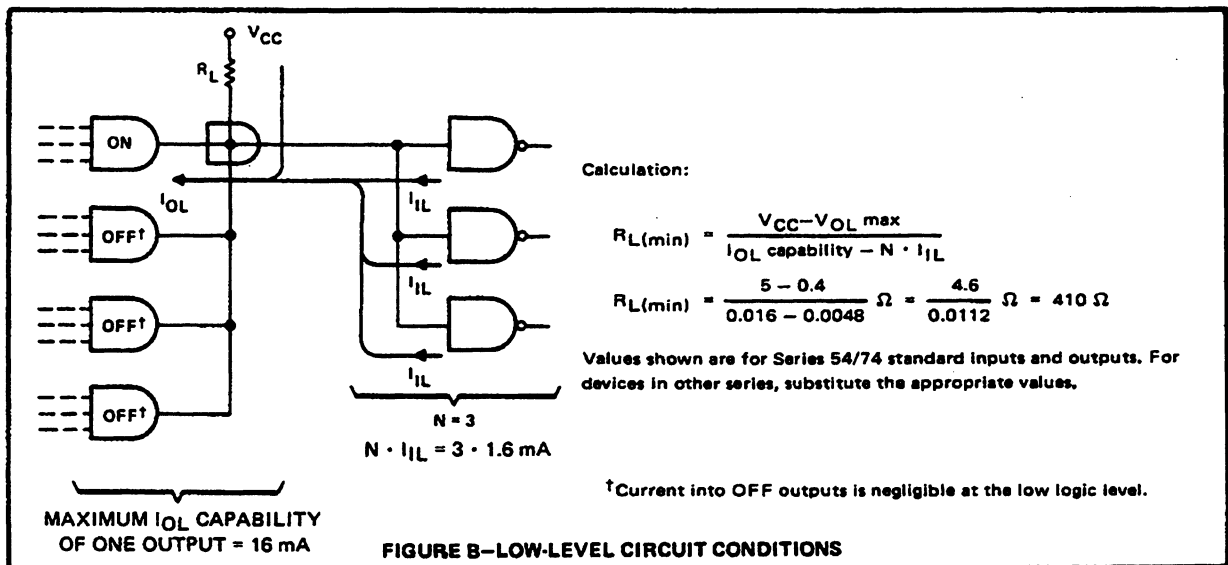 VCC
RL
ON
IOL
IIL
OFF†
IIL
OFF†
IIL
OFF†
N = 3
N · IIL = 3 · 1.6 mA
MAXIMUM IOL CAPABILITY
OF ONE OUTPUT = 16 mA
Calculation:
RL(min) = VCC–VOL max / IOL capability – N · IIL
RL(min) = 5 – 0.4 / 0.016 – 0.0048 Ω = 4.6 / 0.0112 Ω = 410 Ω
Values shown are for Series 54/74 standard inputs and outputs. For
devices in other series, substitute the appropriate values.
†Current into OFF outputs is negligible at the low logic level.
FIGURE B–LOW-LEVEL CIRCUIT CONDITIONS